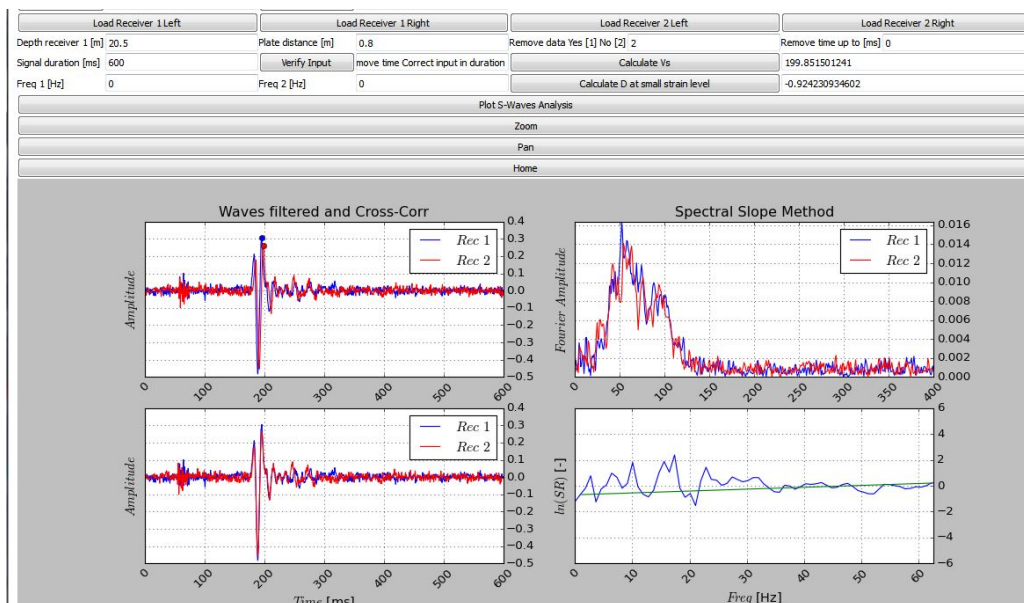 Load Receiver 1 Left Load Receiver 1 Right Load Receiver 2 Left Load Receiver 2 Right
Depth receiver 1 [m] 20.5 Plate distance [m] 0.8 Remove data Yes [1] No [2] 2 Remove time up to [ms] 0
Signal duration [ms] 600 Verify Input move time Correct input in duration Calculate Vs 199.851501241
Freq 1 [Hz] 0 Freq 2 [Hz] 0 Calculate D at small strain level -0.924230934602
Plot S-Waves Analysis
Zoom
Pan
Home
Waves filtered and Cross-Corr
Amplitude
Rec 1
Rec 2
0.4
0.3
0.2
0.1
0.0
−0.1
−0.2
−0.3
−0.4
−0.5
0 100 200 300 400 500 600
Spectral Slope Method
Fourier Amplitude
Rec 1
Rec 2
0.016
0.014
0.012
0.010
0.008
0.006
0.004
0.002
0.000
0 50 100 150 200 250 300 350 400
Amplitude
Rec 1
Rec 2
0.4
0.3
0.2
0.1
0.0
−0.1
−0.2
−0.3
−0.4
−0.5
0 100 200 300 400 500 600
Time [ms]
ln(SR) [-]
6
4
2
0
−2
−4
−6
0 10 20 30 40 50 60
Freq [Hz]